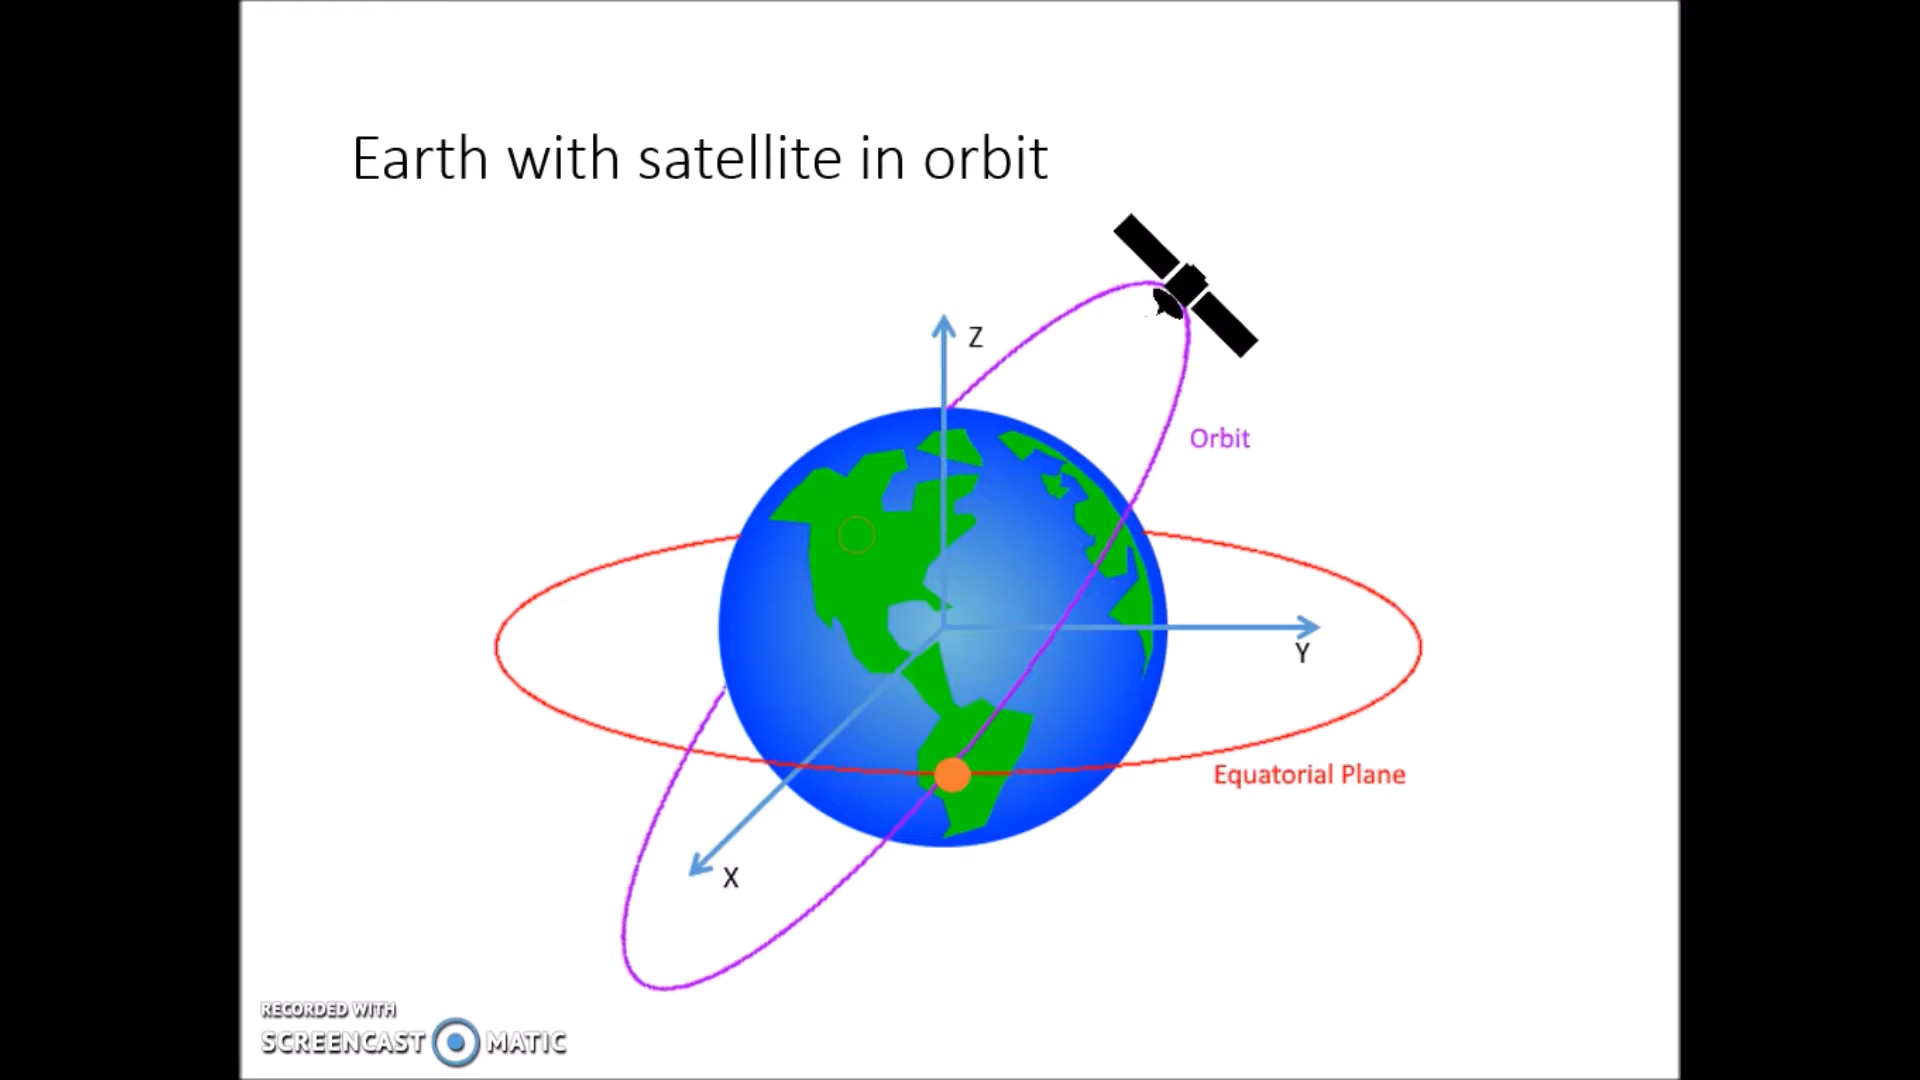 Earth with satellite in orbit
Z
Orbit
Y
Equatorial Plane
X
RECORDED WITH
SCREENCAST MATIC